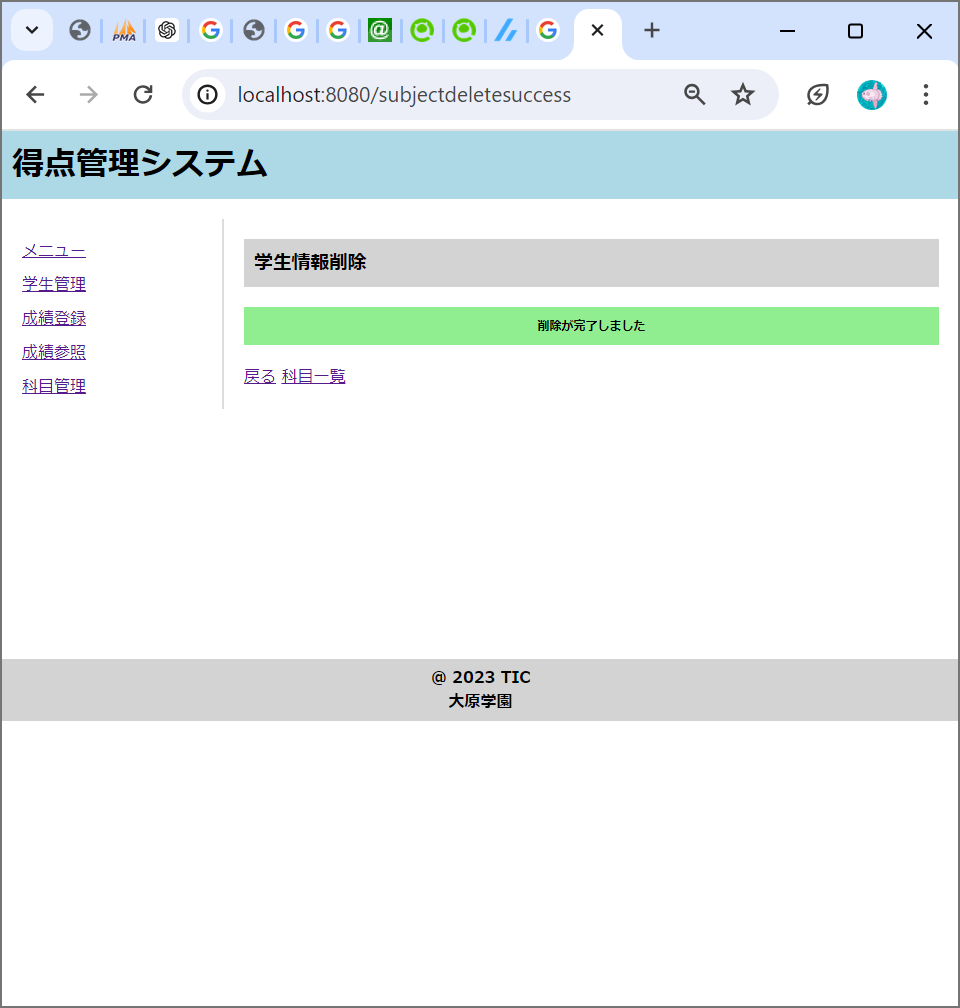 PMA
localhost:8080/subjectdeletesuccess
得点管理システム
メニュー
学生管理
成績登録
成績参照
科目管理
学生情報削除
削除が完了しました
戻る 科目一覧
@ 2023 TIC
大原学園